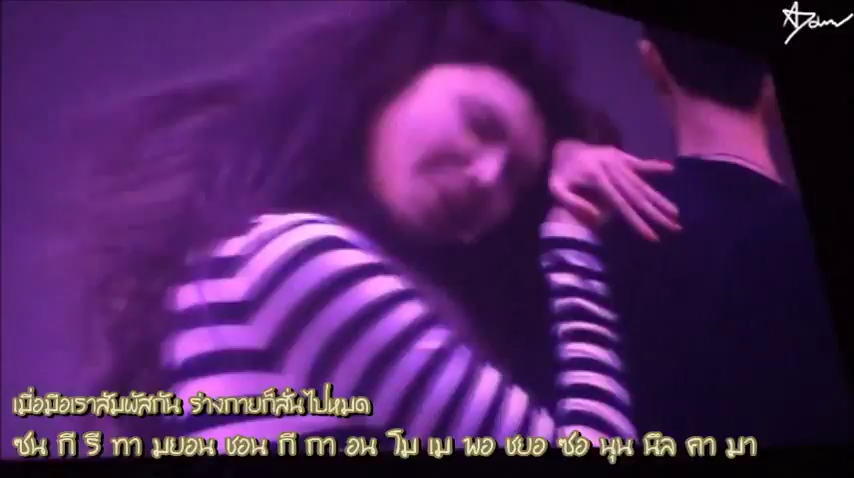 เมื่อมือเราสัมผัสกัน ร่างกายก็สั่นไปหมด
ซน กี รี ทา มยอน ชอน กี กา อน โม เม พอ ชยอ ซอ นุน นึล คา มา